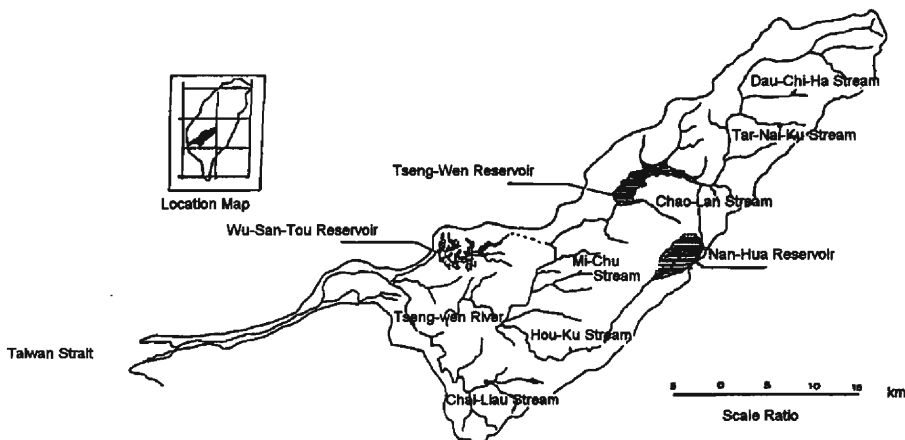 Dau-Chi-Ha Stream
Tar-Nai-Ku Stream
Tseng-Wen Reservoir
Location Map
Chao-Lan Stream
Wu-San-Tou Reservoir
Mi-Chu
Stream
Nan-Hua Reservoir
Tseng-wen River
Hou-Ku Stream
Taiwan Strait
Chai-Liau Stream
5 0 5 10 15 km
Scale Ratio